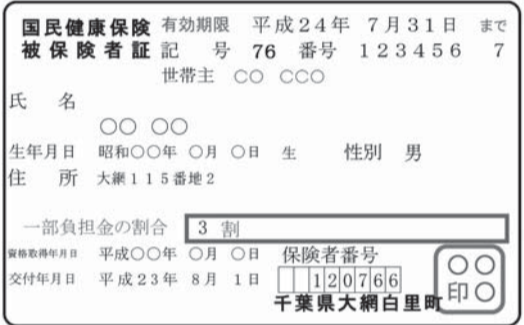 国民健康保険 有効期限 平成24年 7月31日 まで
被保険者証 記 号 76 番号 123456 7
世帯主 ○○ ○○○
氏 名
○○ ○○
生年月日 昭和○○年 ○月 ○日 生 性別 男
住 所 大網115番地2
一部負担金の割合 3 割
資格取得年月日 平成○○年 ○月 ○日 保険者番号
交付年月日 平成23年 8月 1日 120766
千葉県大網白里町
○○
印○